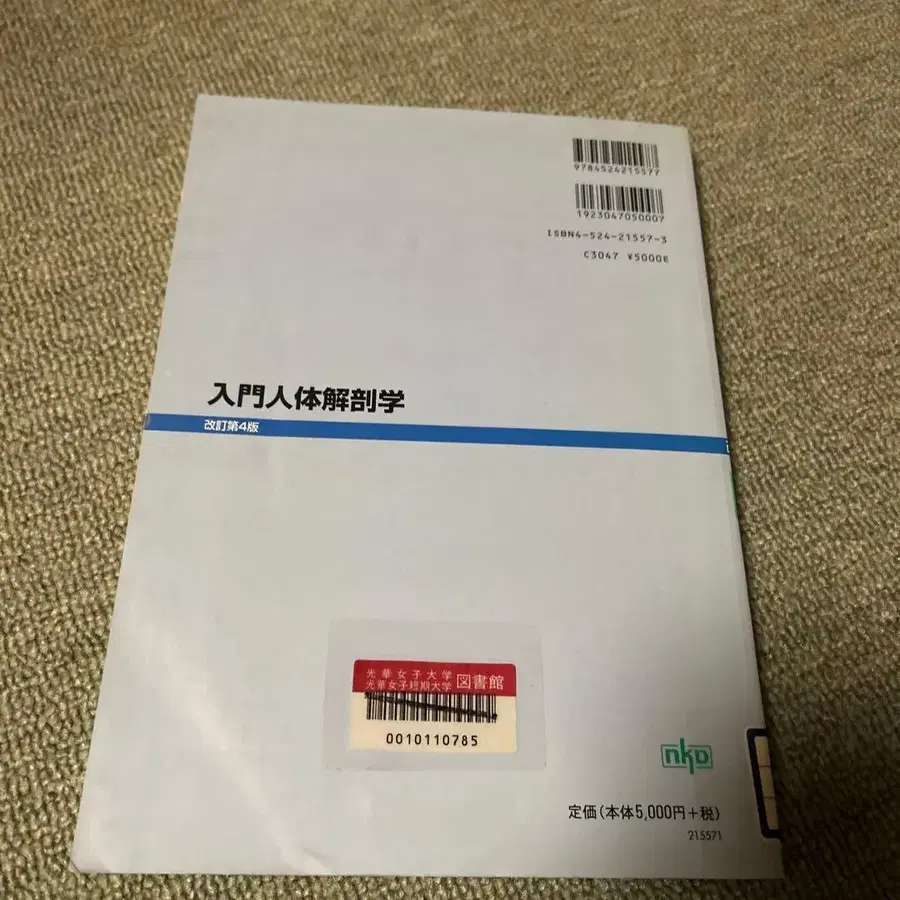 9784524215577
1923047050007
ISBN4-524-21557-3
C3047 ¥5000E
入門人体解剖学
改訂第4版
光華女子大学
光華女子短期大学 図書館
0010110785
nkD
定価(本体5,000円+税)
215571